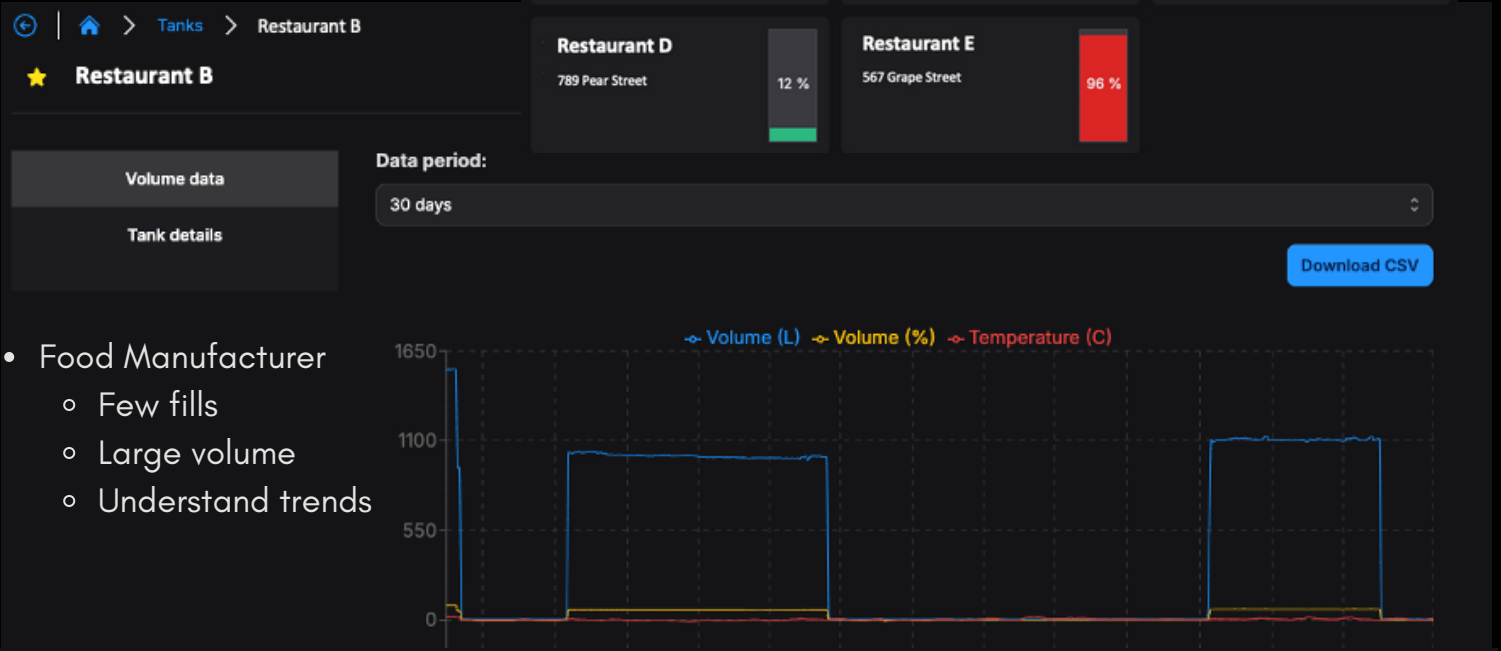 Tanks
Restaurant B
Restaurant B
Restaurant D
789 Pear Street
12 %
Restaurant E
567 Grape Street
96 %
Volume data
Tank details
Data period:
30 days
Download CSV
Food Manufacturer
Few fills
Large volume
Understand trends
Volume (L) Volume (%) Temperature (C)
1650
1100
550
0